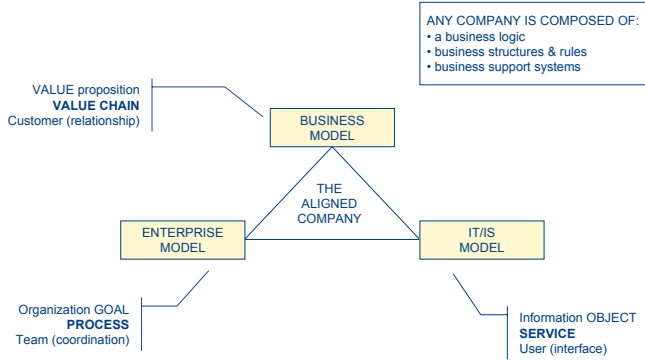 ANY COMPANY IS COMPOSED OF:
• a business logic
• business structures & rules
• business support systems
VALUE proposition
VALUE CHAIN
Customer (relationship)
BUSINESS
MODEL
THE
ALIGNED
COMPANY
ENTERPRISE
MODEL
IT/IS
MODEL
Organization GOAL
PROCESS
Team (coordination)
Information OBJECT
SERVICE
User (interface)